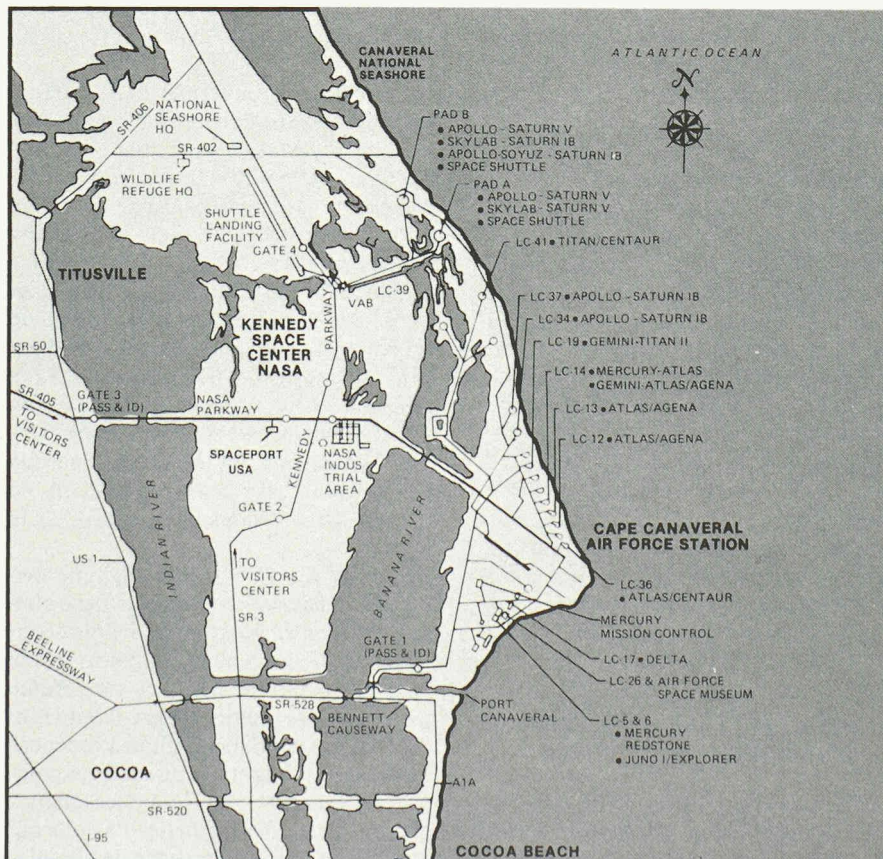 CANAVERAL
NATIONAL
SEASHORE
ATLANTIC OCEAN
N
SR-406
NATIONAL
SEASHORE
HQ
SR-402
WILDLIFE
REFUGE HQ
PAD B
• APOLLO - SATURN V
• SKYLAB - SATURN IB
• APOLLO-SOYUZ - SATURN IB
• SPACE SHUTTLE
PAD A
• APOLLO - SATURN V
• SKYLAB - SATURN V
• SPACE SHUTTLE
SHUTTLE
LANDING
FACILITY
GATE 4
LC-41 • TITAN/CENTAUR
TITUSVILLE
LC-39
VAB
LC-37 • APOLLO - SATURN IB
LC-34 • APOLLO - SATURN IB
LC-19 • GEMINI-TITAN II
LC-14 • MERCURY-ATLAS
• GEMINI-ATLAS/AGENA
LC-13 • ATLAS/AGENA
LC 12 • ATLAS/AGENA
KENNEDY
SPACE
CENTER
NASA
PARKWAY
SR-50
SR-405
TO
VISITORS
CENTER
GATE 3
(PASS & ID)
NASA
PARKWAY
SPACEPORT
USA
KENNEDY
NASA
INDUS
TRIAL
AREA
GATE 2
INDIAN RIVER
BANANA RIVER
CAPE CANAVERAL
AIR FORCE STATION
US 1
TO
VISITORS
CENTER
SR-3
LC-36
• ATLAS/CENTAUR
MERCURY
MISSION CONTROL
LC-17 • DELTA
LC-26 & AIR FORCE
SPACE MUSEUM
LC-5 & 6
• MERCURY
REDSTONE
• JUNO I/EXPLORER
GATE 1
(PASS & ID)
BEELINE
EXPRESSWAY
SR-528
BENNETT
CAUSEWAY
PORT
CANAVERAL
COCOA
A1A
SR-520
I-95
COCOA BEACH